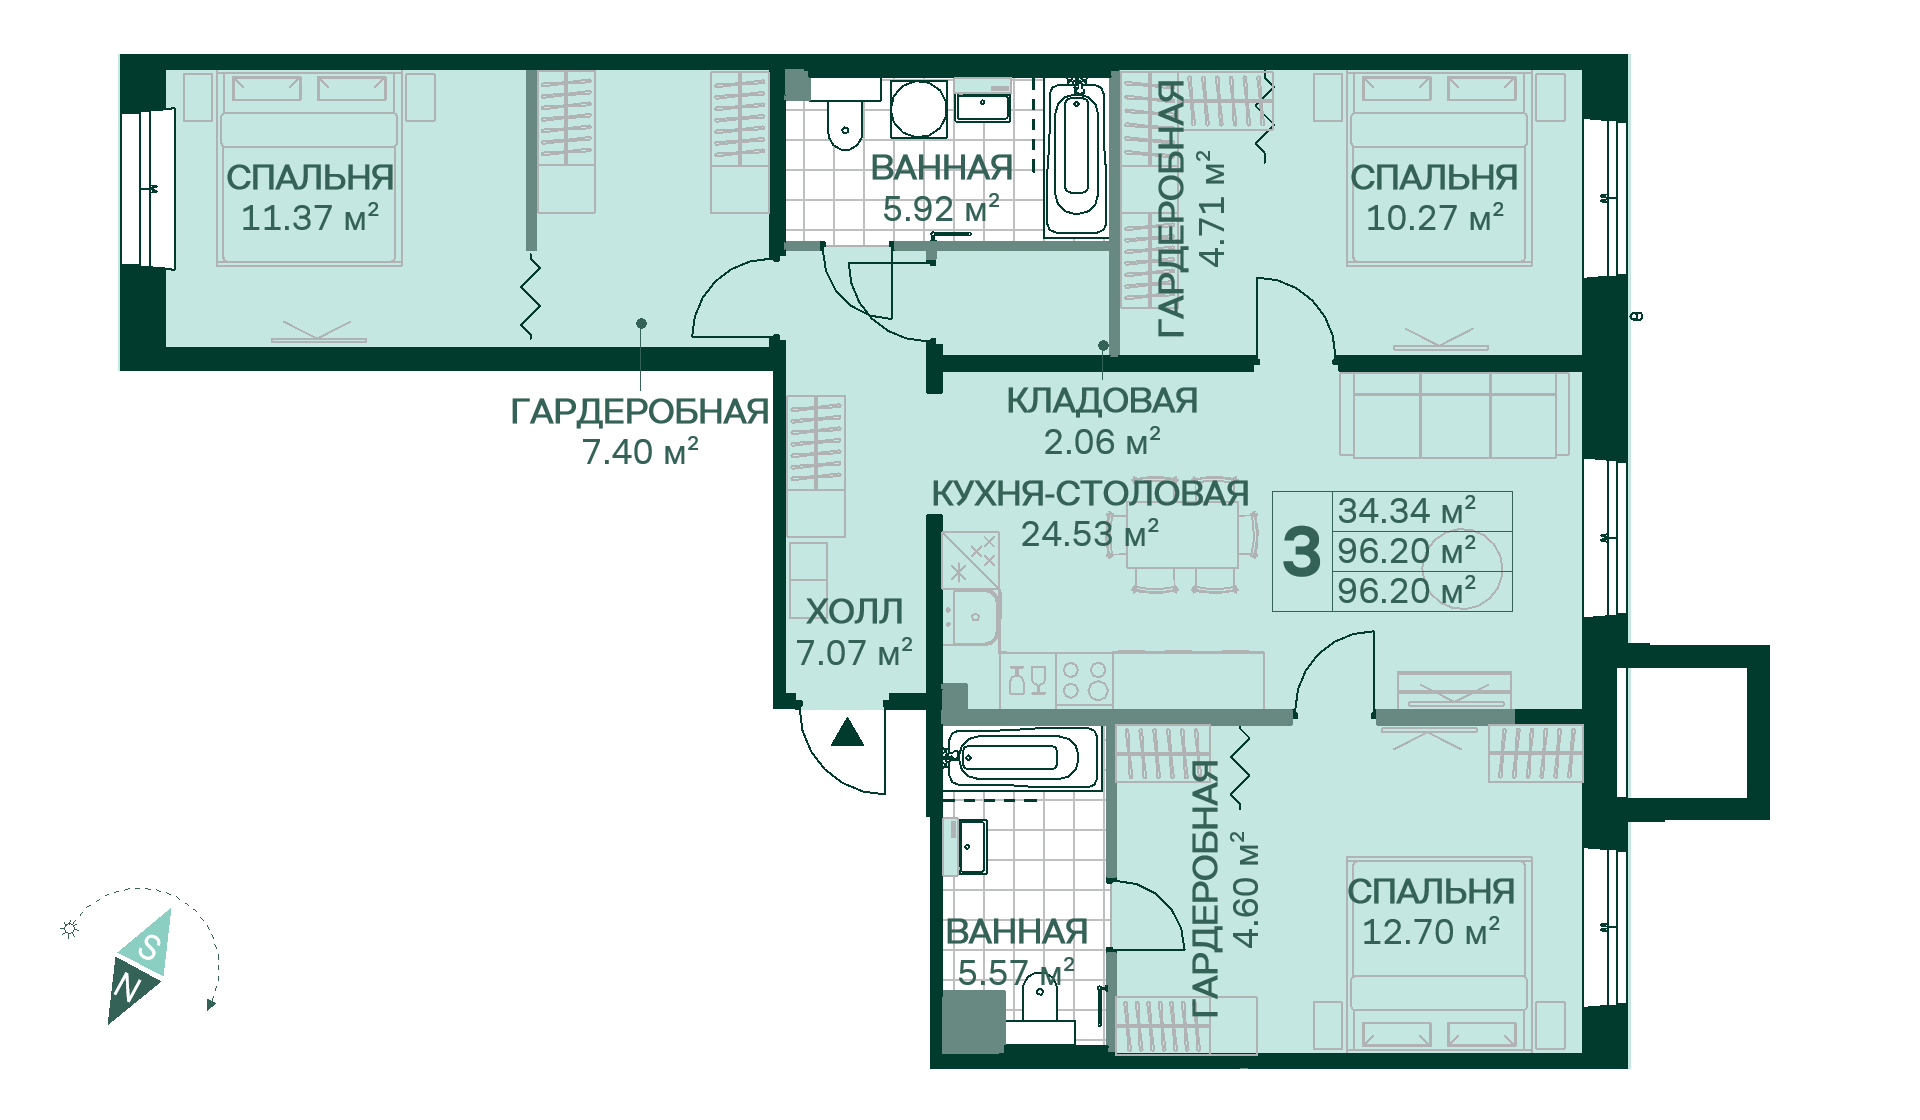 СПАЛЬНЯ
11.37 м²
ВАННАЯ
5.92 м²
ГАРДЕРОБНАЯ
4.71 м²
СПАЛЬНЯ
10.27 м²
ГАРДЕРОБНАЯ
7.40 м²
КЛАДОВАЯ
2.06 м²
КУХНЯ-СТОЛОВАЯ
24.53 м²
3
34.34 м²
96.20 м²
96.20 м²
ХОЛЛ
7.07 м²
ГАРДЕРОБНАЯ
4.60 м²
СПАЛЬНЯ
12.70 м²
ВАННАЯ
5.57 м²
S
N